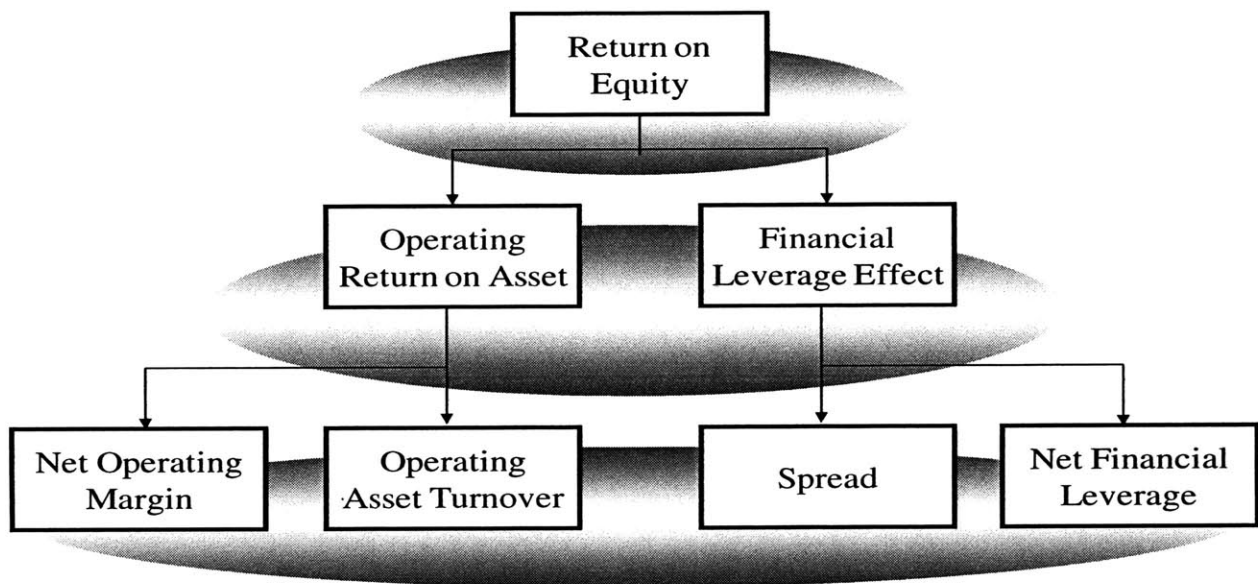 Return on
Equity
Operating
Return on Asset
Financial
Leverage Effect
Net Operating
Margin
Operating
Asset Turnover
Spread
Net Financial
Leverage